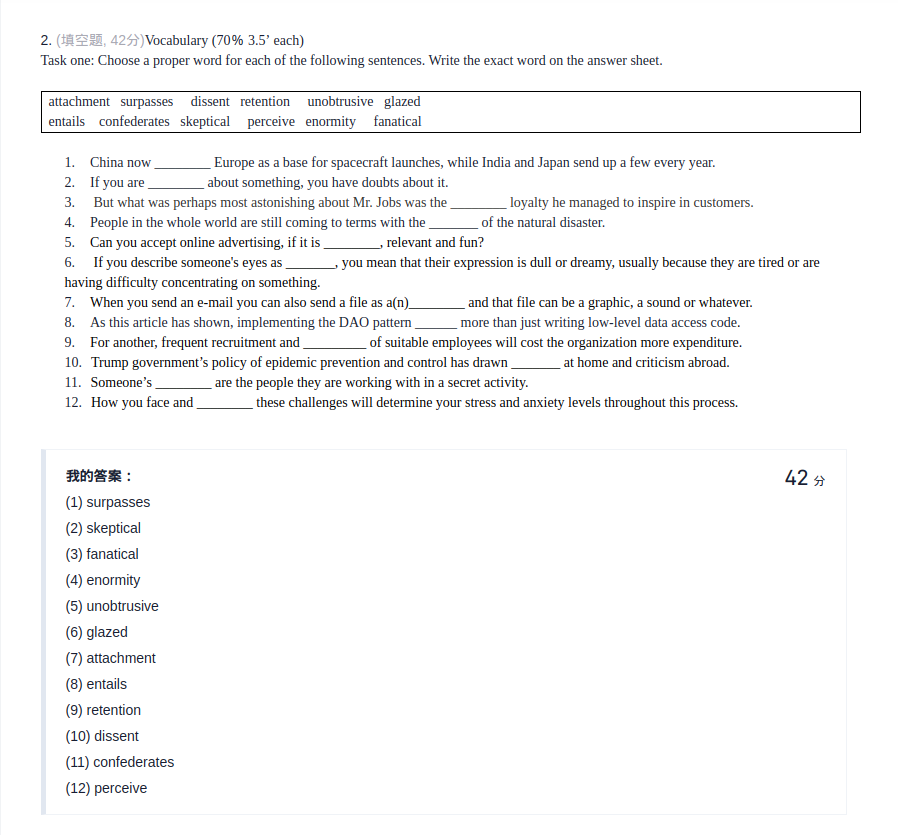 2. (填空题, 42分)Vocabulary (70% 3.5’ each)
Task one: Choose a proper word for each of the following sentences. Write the exact word on the answer sheet.
attachment surpasses dissent retention unobtrusive glazed
entails confederates skeptical perceive enormity fanatical
1. China now ________ Europe as a base for spacecraft launches, while India and Japan send up a few every year.
2. If you are ________ about something, you have doubts about it.
3. But what was perhaps most astonishing about Mr. Jobs was the ________ loyalty he managed to inspire in customers.
4. People in the whole world are still coming to terms with the _______ of the natural disaster.
5. Can you accept online advertising, if it is ________, relevant and fun?
6. If you describe someone's eyes as _______, you mean that their expression is dull or dreamy, usually because they are tired or are
having difficulty concentrating on something.
7. When you send an e-mail you can also send a file as a(n)________ and that file can be a graphic, a sound or whatever.
8. As this article has shown, implementing the DAO pattern ______ more than just writing low-level data access code.
9. For another, frequent recruitment and _________ of suitable employees will cost the organization more expenditure.
10. Trump government’s policy of epidemic prevention and control has drawn _______ at home and criticism abroad.
11. Someone’s ________ are the people they are working with in a secret activity.
12. How you face and ________ these challenges will determine your stress and anxiety levels throughout this process.
我的答案：
42 分
(1) surpasses
(2) skeptical
(3) fanatical
(4) enormity
(5) unobtrusive
(6) glazed
(7) attachment
(8) entails
(9) retention
(10) dissent
(11) confederates
(12) perceive